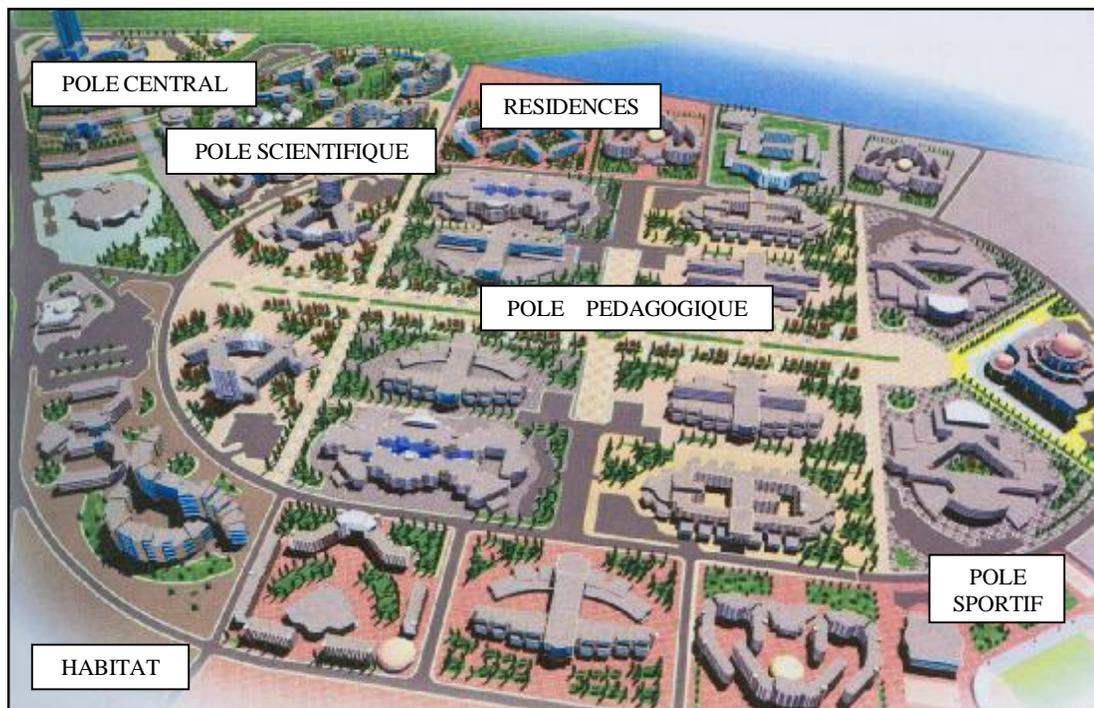 POLE CENTRAL
RESIDENCES
POLE SCIENTIFIQUE
POLE PEDAGOGIQUE
POLE
SPORTIF
HABITAT